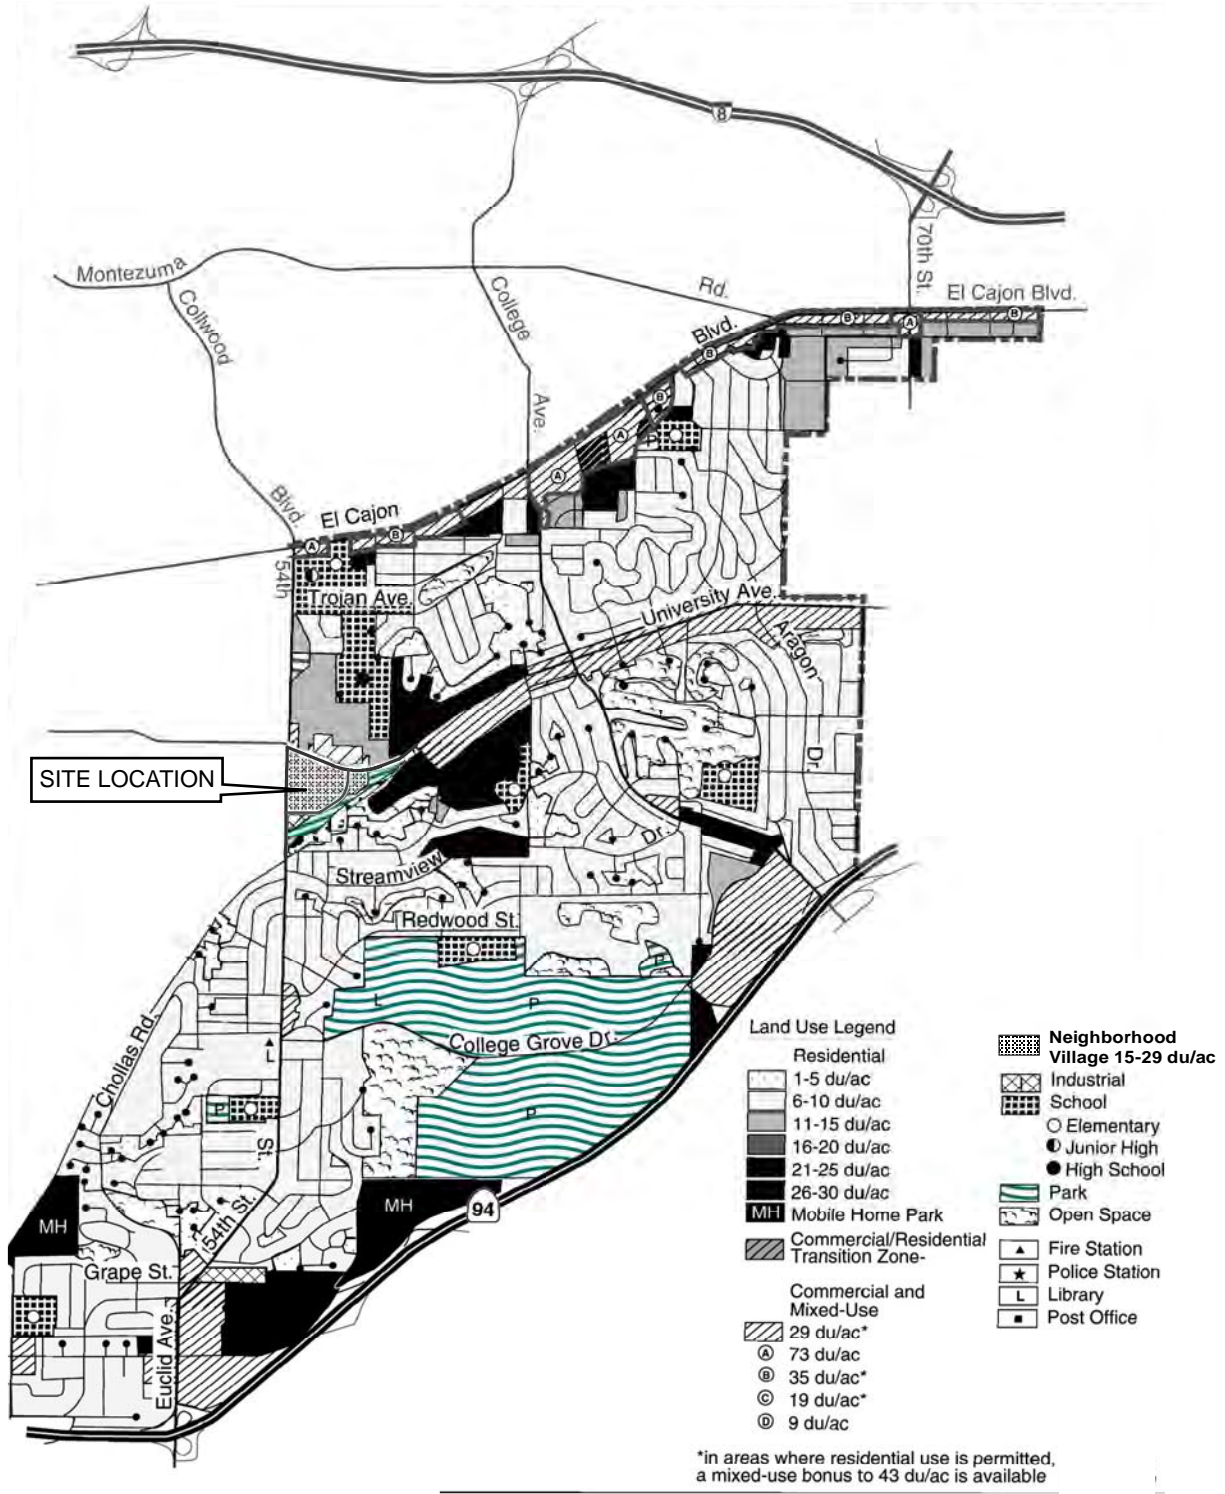 8
70th St.
Montezuma
Rd.
El Cajon Blvd.
Collwood
College
B
B
A
Blvd.
B
Ave.
B
A
P
A
Blvd.
El Cajon
A
B
54th
Trojan Ave.
University Ave.
Aragon
Dr.
SITE LOCATION
Dr.
Streamview
Redwood St.
P
L
P
College Grove Dr.
Chollas Rd.
L
P
P
St.
MH
54th St.
MH
94
Grape St.
Euclid Ave.
Land Use Legend
Residential
1-5 du/ac
6-10 du/ac
11-15 du/ac
16-20 du/ac
21-25 du/ac
26-30 du/ac
MH Mobile Home Park
Commercial/Residential
Transition Zone-
Commercial and
Mixed-Use
29 du/ac*
A 73 du/ac
B 35 du/ac*
C 19 du/ac*
D 9 du/ac
Neighborhood
Village 15-29 du/ac
Industrial
School
Elementary
Junior High
High School
Park
Open Space
Fire Station
Police Station
L Library
Post Office
*in areas where residential use is permitted,
a mixed-use bonus to 43 du/ac is available